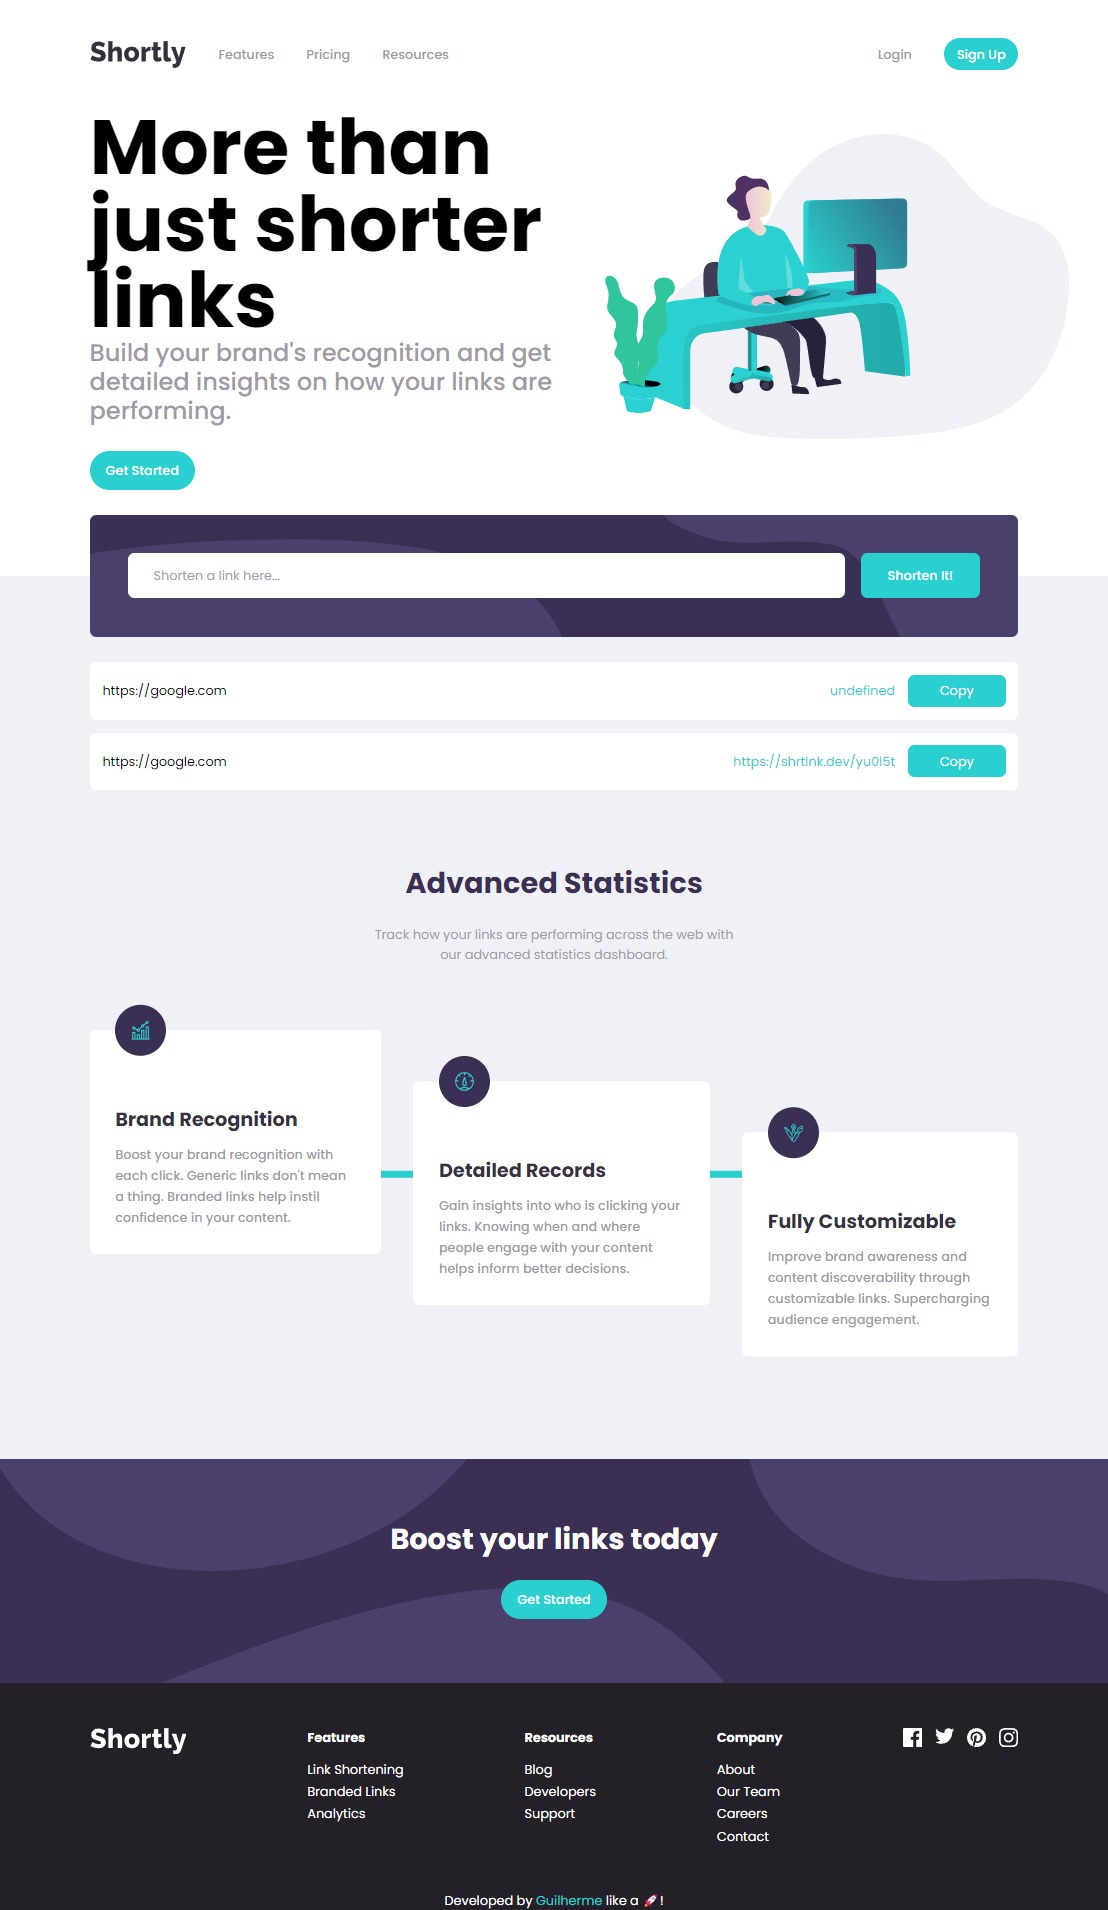 Shortly Features Pricing Resources Login Sign Up
More than
just shorter
links
Build your brand's recognition and get
detailed insights on how your links are
performing.
Get Started
Shorten a link here... Shorten It!
https://google.com undefined Copy
https://google.com https://shrtlnk.dev/yu0l5t Copy
Advanced Statistics
Track how your links are performing across the web with
our advanced statistics dashboard.
Brand Recognition
Boost your brand recognition with
each click. Generic links don't mean
a thing. Branded links help instil
confidence in your content.
Detailed Records
Gain insights into who is clicking your
links. Knowing when and where
people engage with your content
helps inform better decisions.
Fully Customizable
Improve brand awareness and
content discoverability through
customizable links. Supercharging
audience engagement.
Boost your links today
Get Started
Shortly
Features
Link Shortening
Branded Links
Analytics
Resources
Blog
Developers
Support
Company
About
Our Team
Careers
Contact
Developed by Guilherme like a 🚀 !